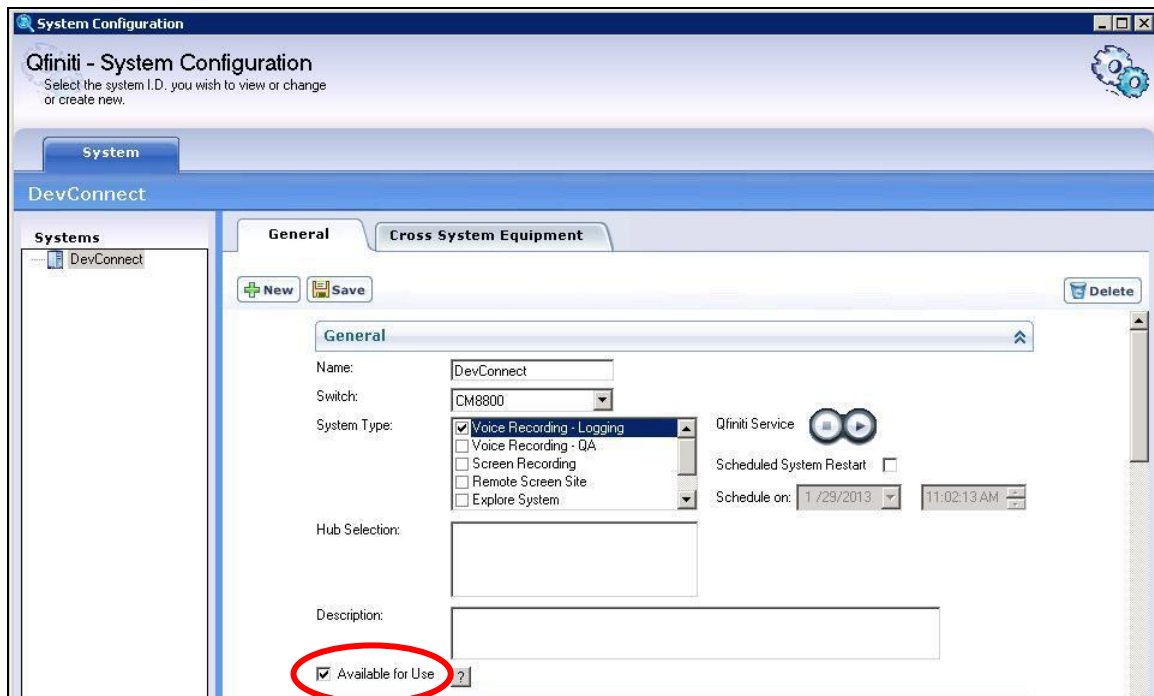 System Configuration
Qfiniti - System Configuration
Select the system I.D. you wish to view or change
or create new.
System
DevConnect
Systems
DevConnect
General
Cross System Equipment
New
Save
Delete
General
Name:
DevConnect
Switch:
CM8800
System Type:
Voice Recording - Logging
Voice Recording - QA
Screen Recording
Remote Screen Site
Explore System
Qfiniti Service
Scheduled System Restart
Schedule on:
1 /29/2013
11:02:13 AM
Hub Selection:
Description:
Available for Use
?